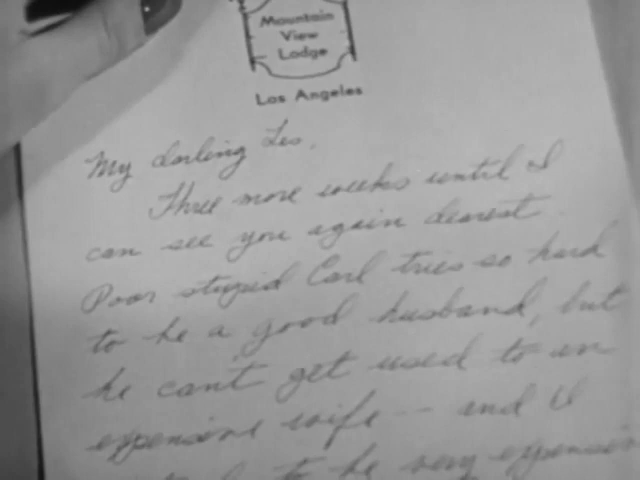 Mountain
View
Lodge
Los Angeles
My darling Les,
Three more weeks until I
can see you again dearest.
Poor stupid Carl tries so hard
to be a good husband, but
he can't get used to an
expensive wife -- and I
to be very expensive